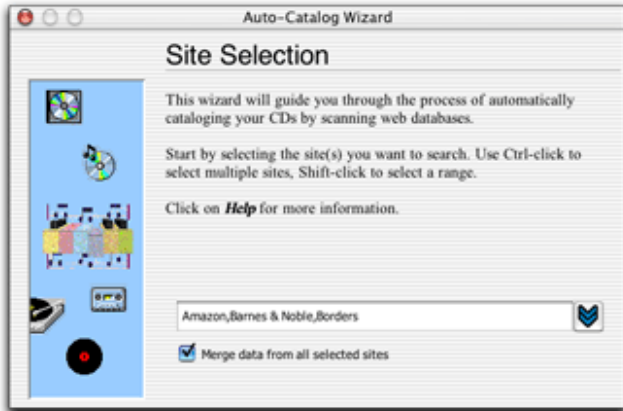 Auto-Catalog Wizard
Site Selection
This wizard will guide you through the process of automatically
cataloging your CDs by scanning web databases.
Start by selecting the site(s) you want to search. Use Ctrl-click to
select multiple sites, Shift-click to select a range.
Click on Help for more information.
Amazon,Barnes & Noble,Borders
Merge data from all selected sites